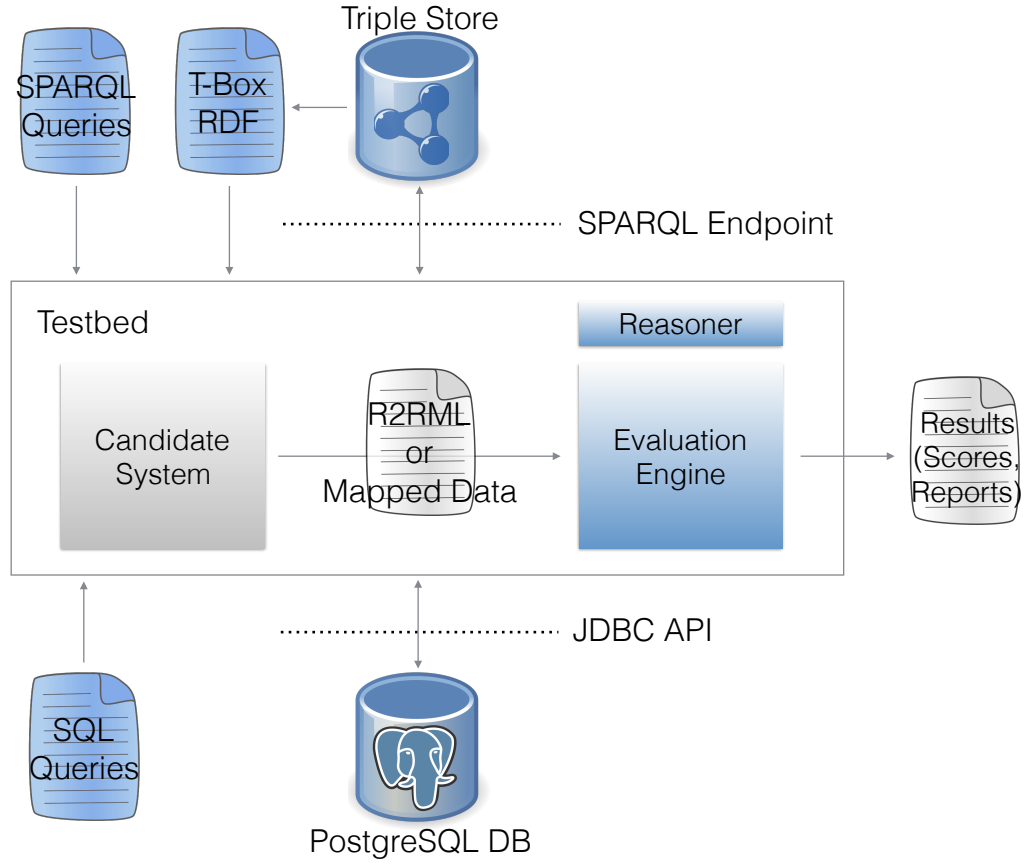 Triple Store
SPARQL
Queries
T-Box
RDF
SPARQL Endpoint
Testbed
Reasoner
Candidate
System
R2RML
or
Mapped Data
Evaluation
Engine
Results
(Scores,
Reports)
JDBC API
SQL
Queries
PostgreSQL DB